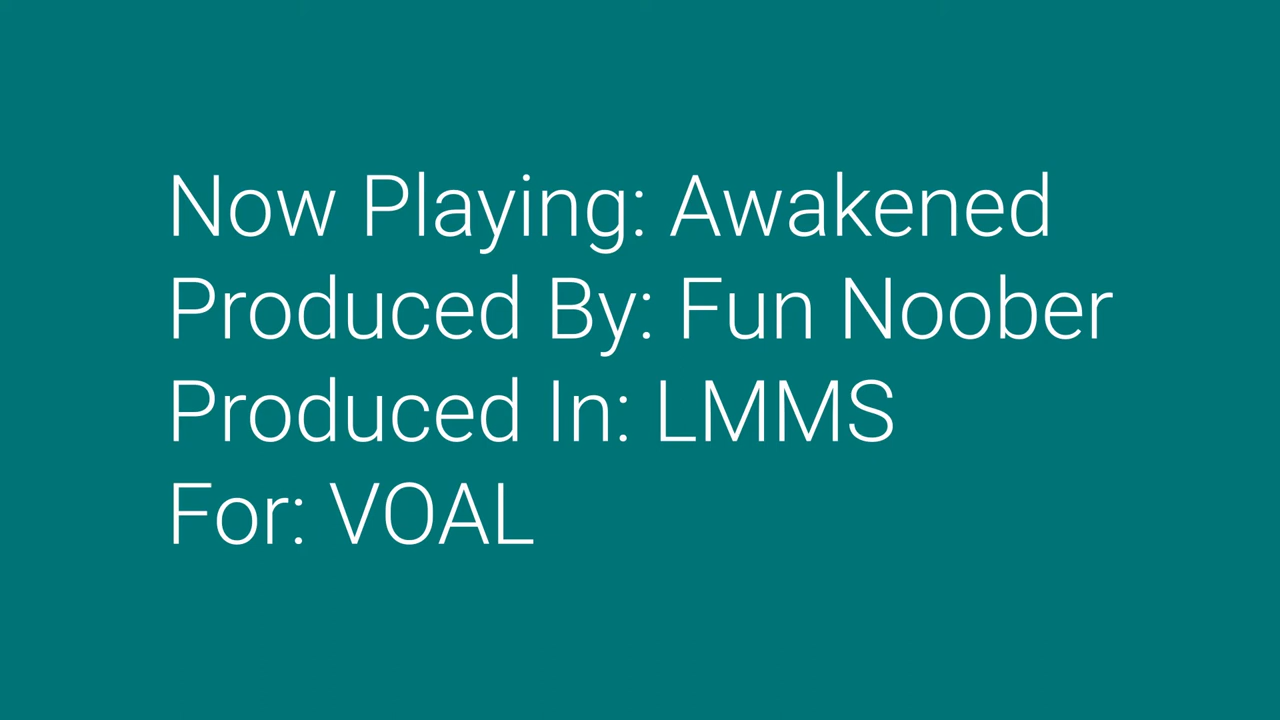 Now Playing: Awakened
Produced By: Fun Noober
Produced In: LMMS
For: VOAL